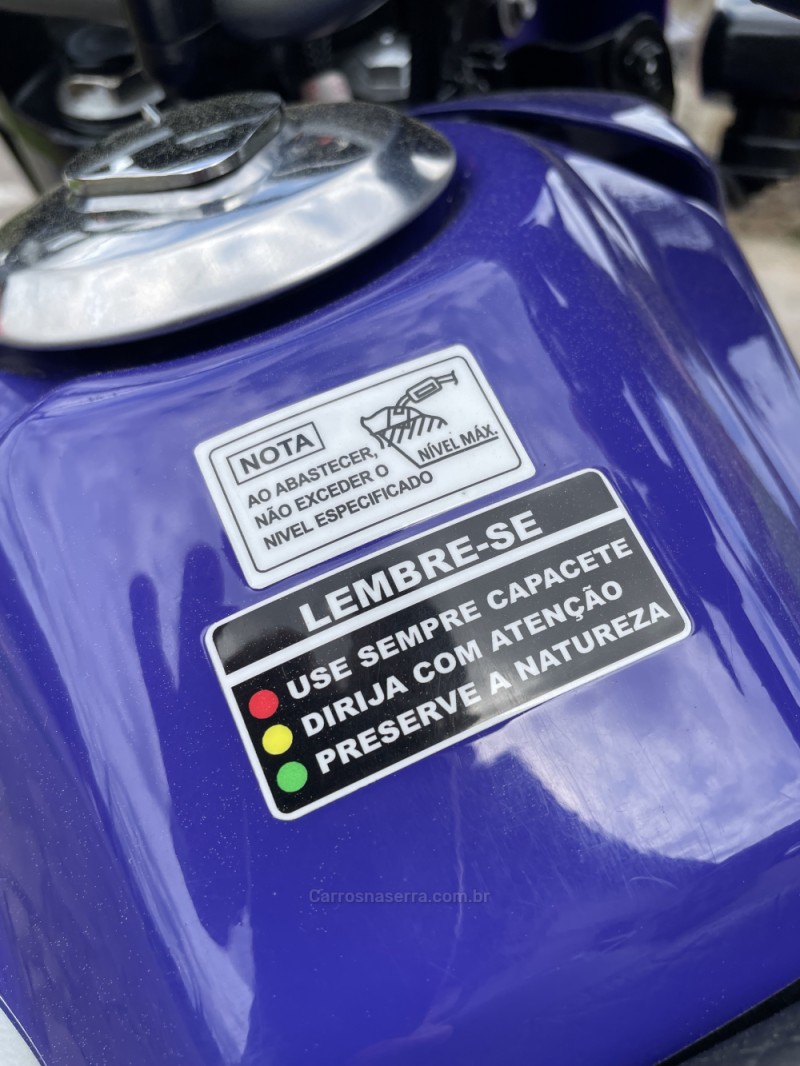 NOTA
AO ABASTECER,
NÃO EXCEDER O
NIVEL ESPECIFICADO
NÍVEL MÁX.
LEMBRE-SE
USE SEMPRE CAPACETE
DIRIJA COM ATENÇÃO
PRESERVE A NATUREZA
Carrosnaserra.com.br